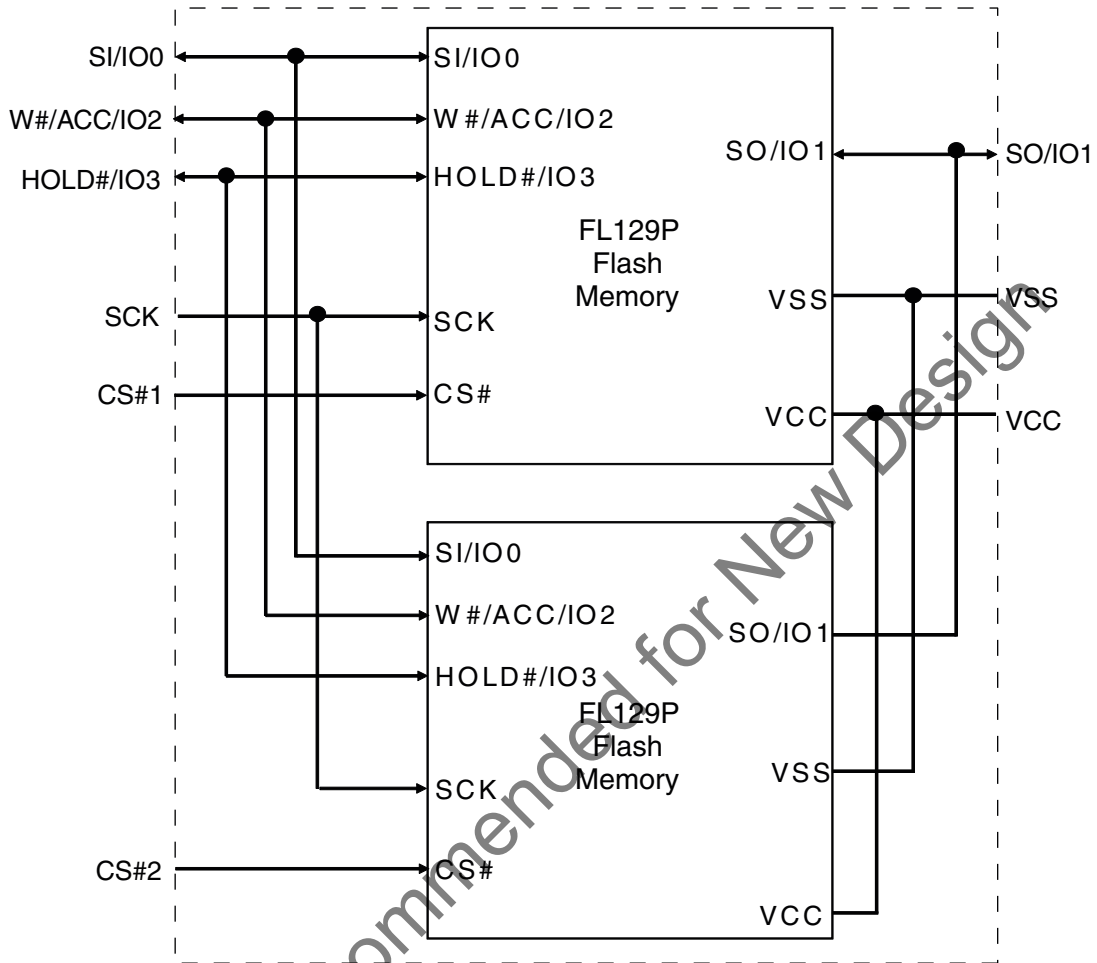 SI/IO0
W#/ACC/IO2
HOLD#/IO3
SCK
CS#1
CS#2
SI/IO0
W#/ACC/IO2
HOLD#/IO3
SCK
CS#
SO/IO1
VSS
VCC
FL129P
Flash
Memory
SI/IO0
W#/ACC/IO2
HOLD#/IO3
SCK
CS#
SO/IO1
VSS
VCC
FL129P
Flash
Memory
SO/IO1
VSS
VCC
ommended for New Design